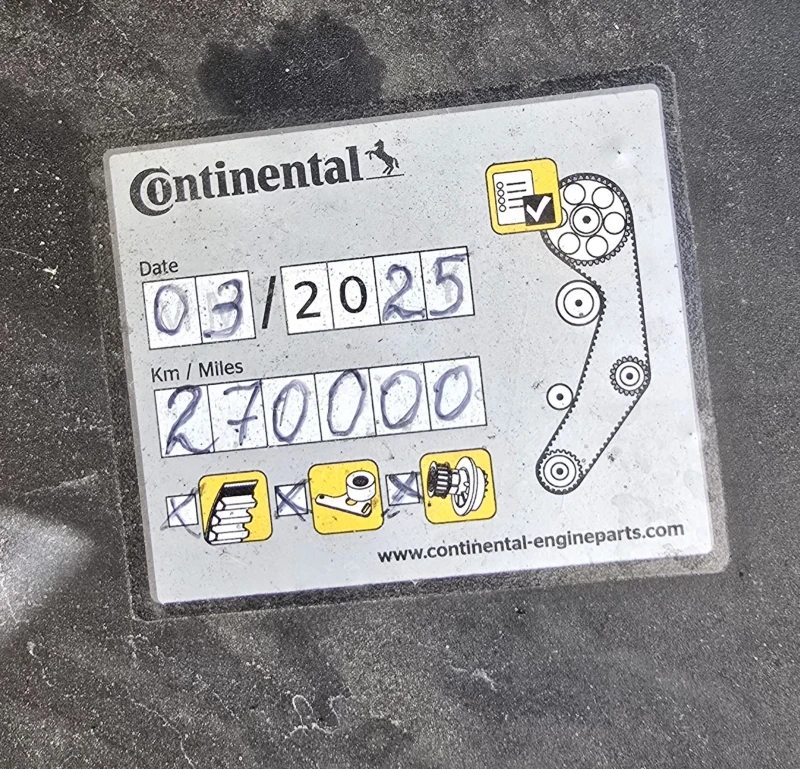 Continental
Date
03/2025
Km / Miles
270000
www.continental-engineparts.com